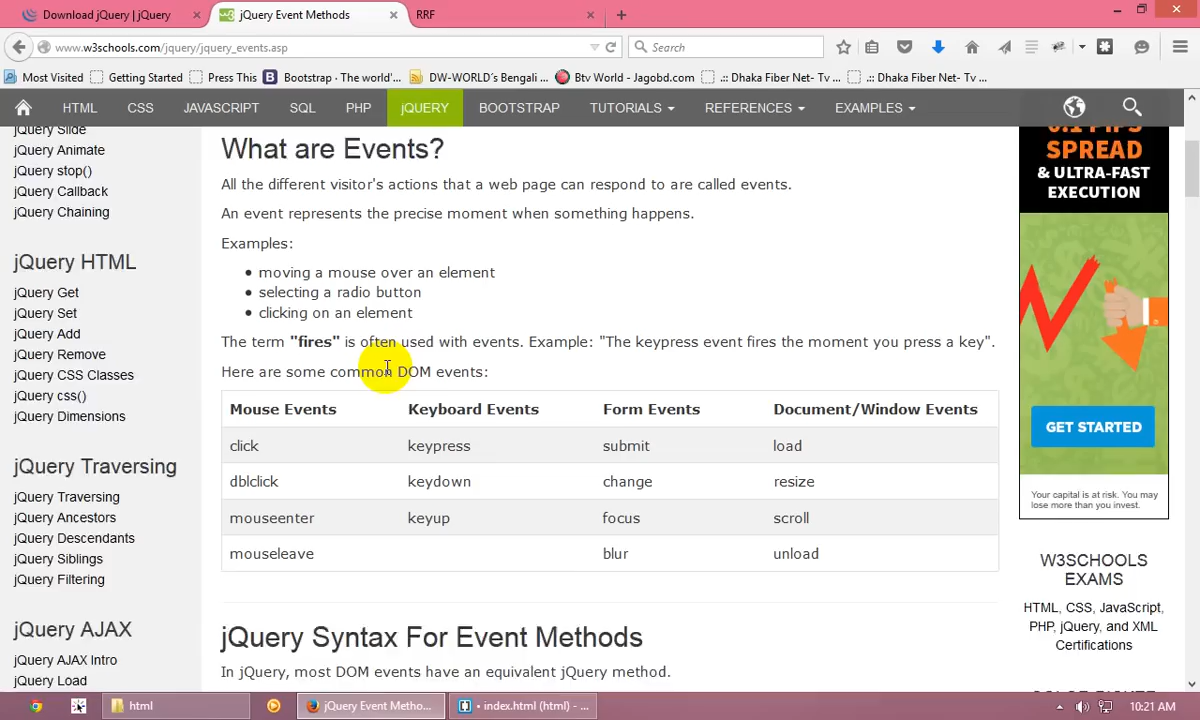 Download jQuery | jQuery
jQuery Event Methods
RRF
www.w3schools.com/jquery/jquery_events.asp
Search
Most Visited
Getting Started
Press This
Bootstrap · The world'...
DW-WORLD´s Bengali ...
Btv World - Jagobd.com
.:: Dhaka Fiber Net- Tv ...
.:: Dhaka Fiber Net- Tv ...
HTML
CSS
JAVASCRIPT
SQL
PHP
jQUERY
BOOTSTRAP
TUTORIALS
REFERENCES
EXAMPLES
jQuery Slide
jQuery Animate
jQuery stop()
jQuery Callback
jQuery Chaining
jQuery HTML
jQuery Get
jQuery Set
jQuery Add
jQuery Remove
jQuery CSS Classes
jQuery css()
jQuery Dimensions
jQuery Traversing
jQuery Traversing
jQuery Ancestors
jQuery Descendants
jQuery Siblings
jQuery Filtering
jQuery AJAX
jQuery AJAX Intro
jQuery Load
What are Events?
All the different visitor's actions that a web page can respond to are called events.
An event represents the precise moment when something happens.
Examples:
• moving a mouse over an element
• selecting a radio button
• clicking on an element
The term "fires" is often used with events. Example: "The keypress event fires the moment you press a key".
Here are some common DOM events:
Mouse Events Keyboard Events Form Events Document/Window Events
click keypress submit load
dblclick keydown change resize
mouseenter keyup focus scroll
mouseleave blur unload
jQuery Syntax For Event Methods
In jQuery, most DOM events have an equivalent jQuery method.
SPREAD
& ULTRA-FAST
EXECUTION
GET STARTED
Your capital is at risk. You may
lose more than you invest.
W3SCHOOLS
EXAMS
HTML, CSS, JavaScript,
PHP, jQuery, and XML
Certifications
html
jQuery Event Metho...
• index.html (html) - ...
10:21 AM